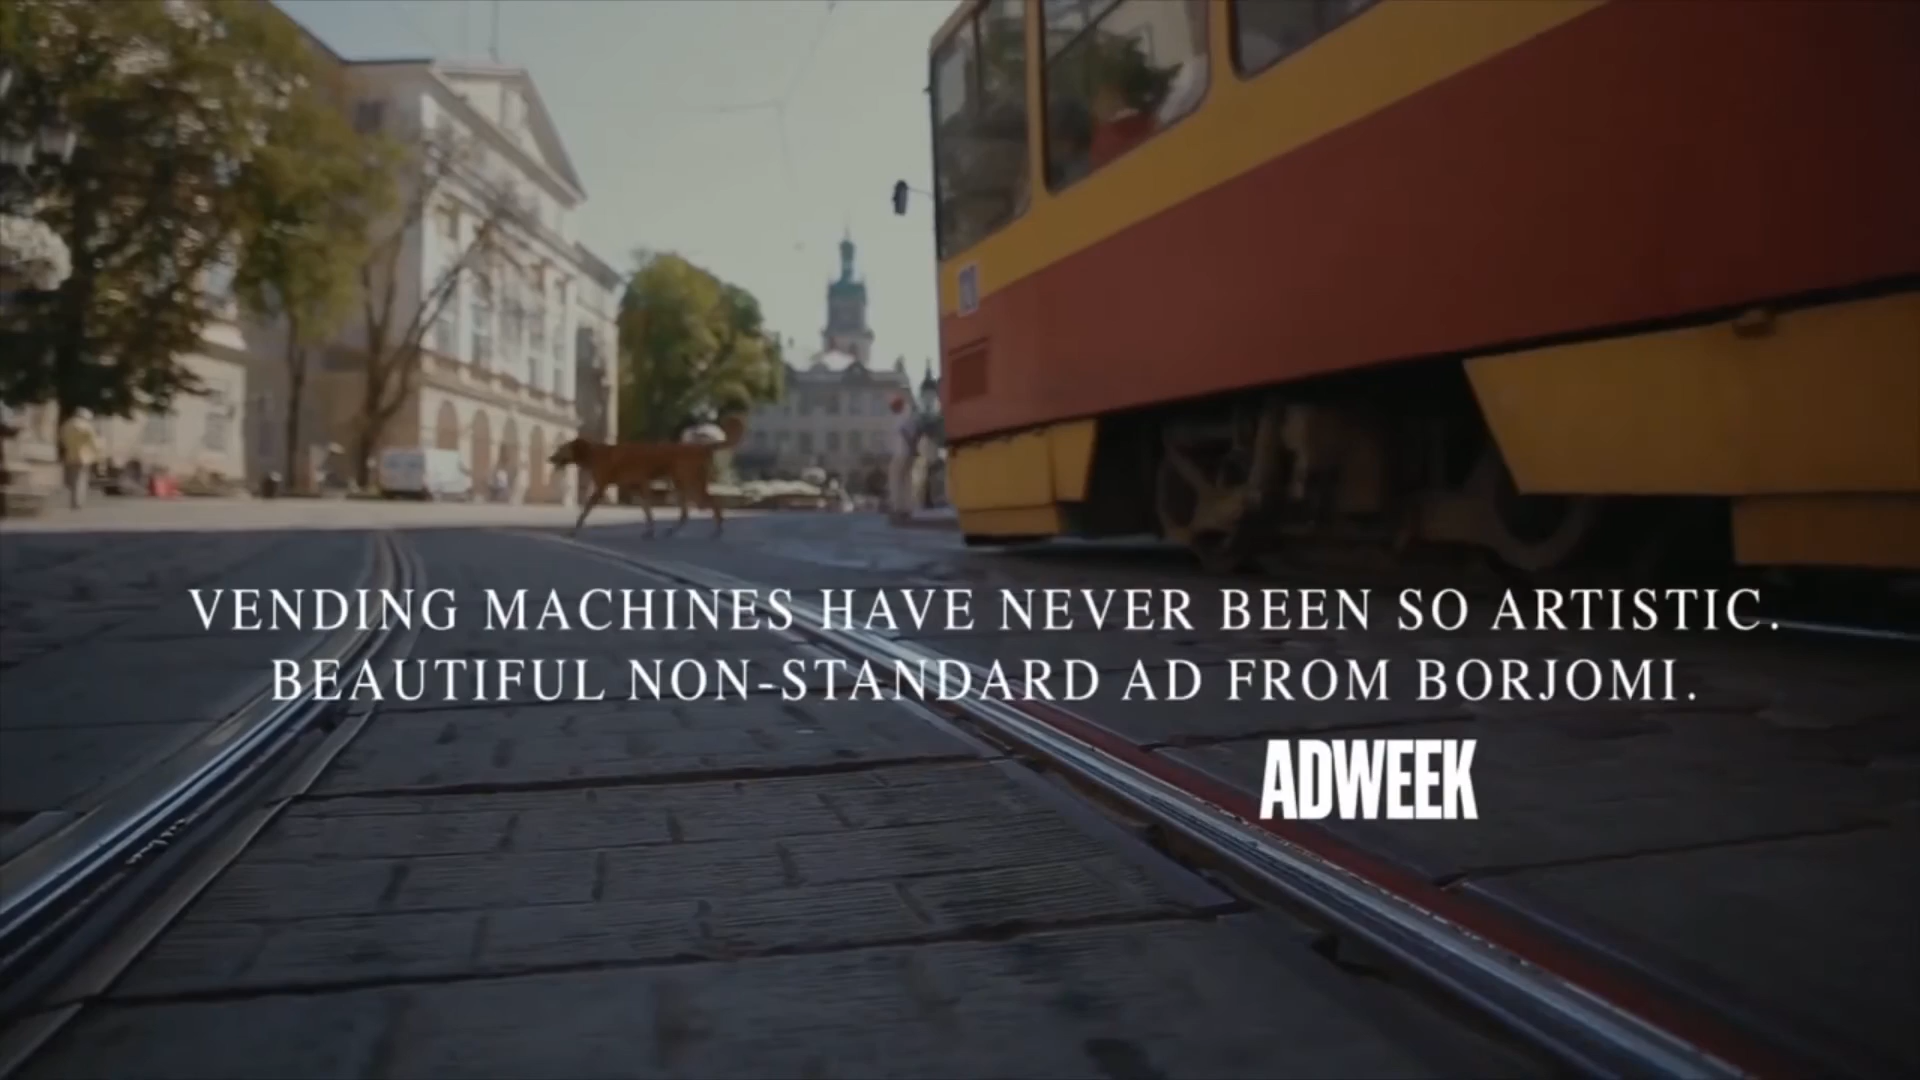 VENDING MACHINES HAVE NEVER BEEN SO ARTISTIC.
BEAUTIFUL NON-STANDARD AD FROM BORJOMI.
ADWEEK